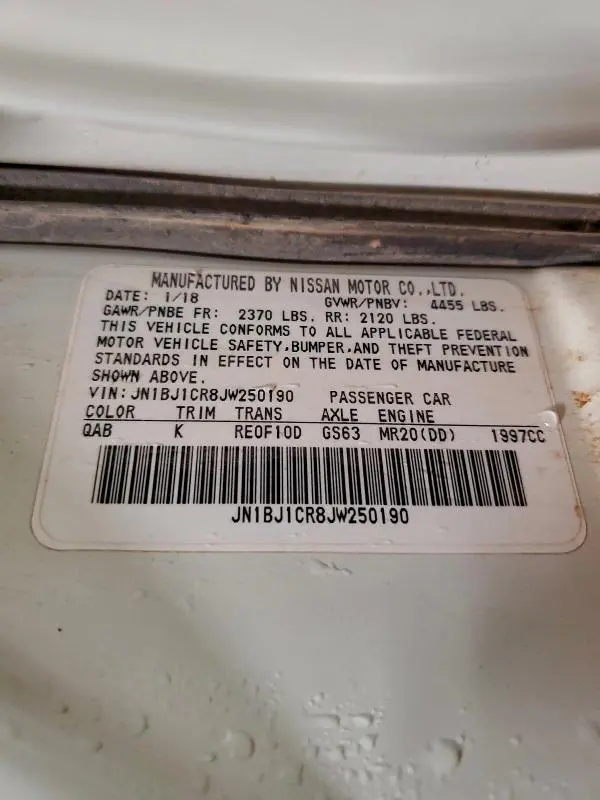 MANUFACTURED BY NISSAN MOTOR CO.,LTD.
DATE: 1/18 GVWR/PNBV: 4455 LBS.
GAWR/PNBE FR: 2370 LBS. RR: 2120 LBS.
THIS VEHICLE CONFORMS TO ALL APPLICABLE FEDERAL
MOTOR VEHICLE SAFETY,BUMPER,AND THEFT PREVENTION
STANDARDS IN EFFECT ON THE DATE OF MANUFACTURE
SHOWN ABOVE.
VIN:JN1BJ1CR8JW250190 PASSENGER CAR
COLOR TRIM TRANS AXLE ENGINE
QAB K RE0F10D GS63 MR20(DD) 1997CC
JN1BJ1CR8JW250190